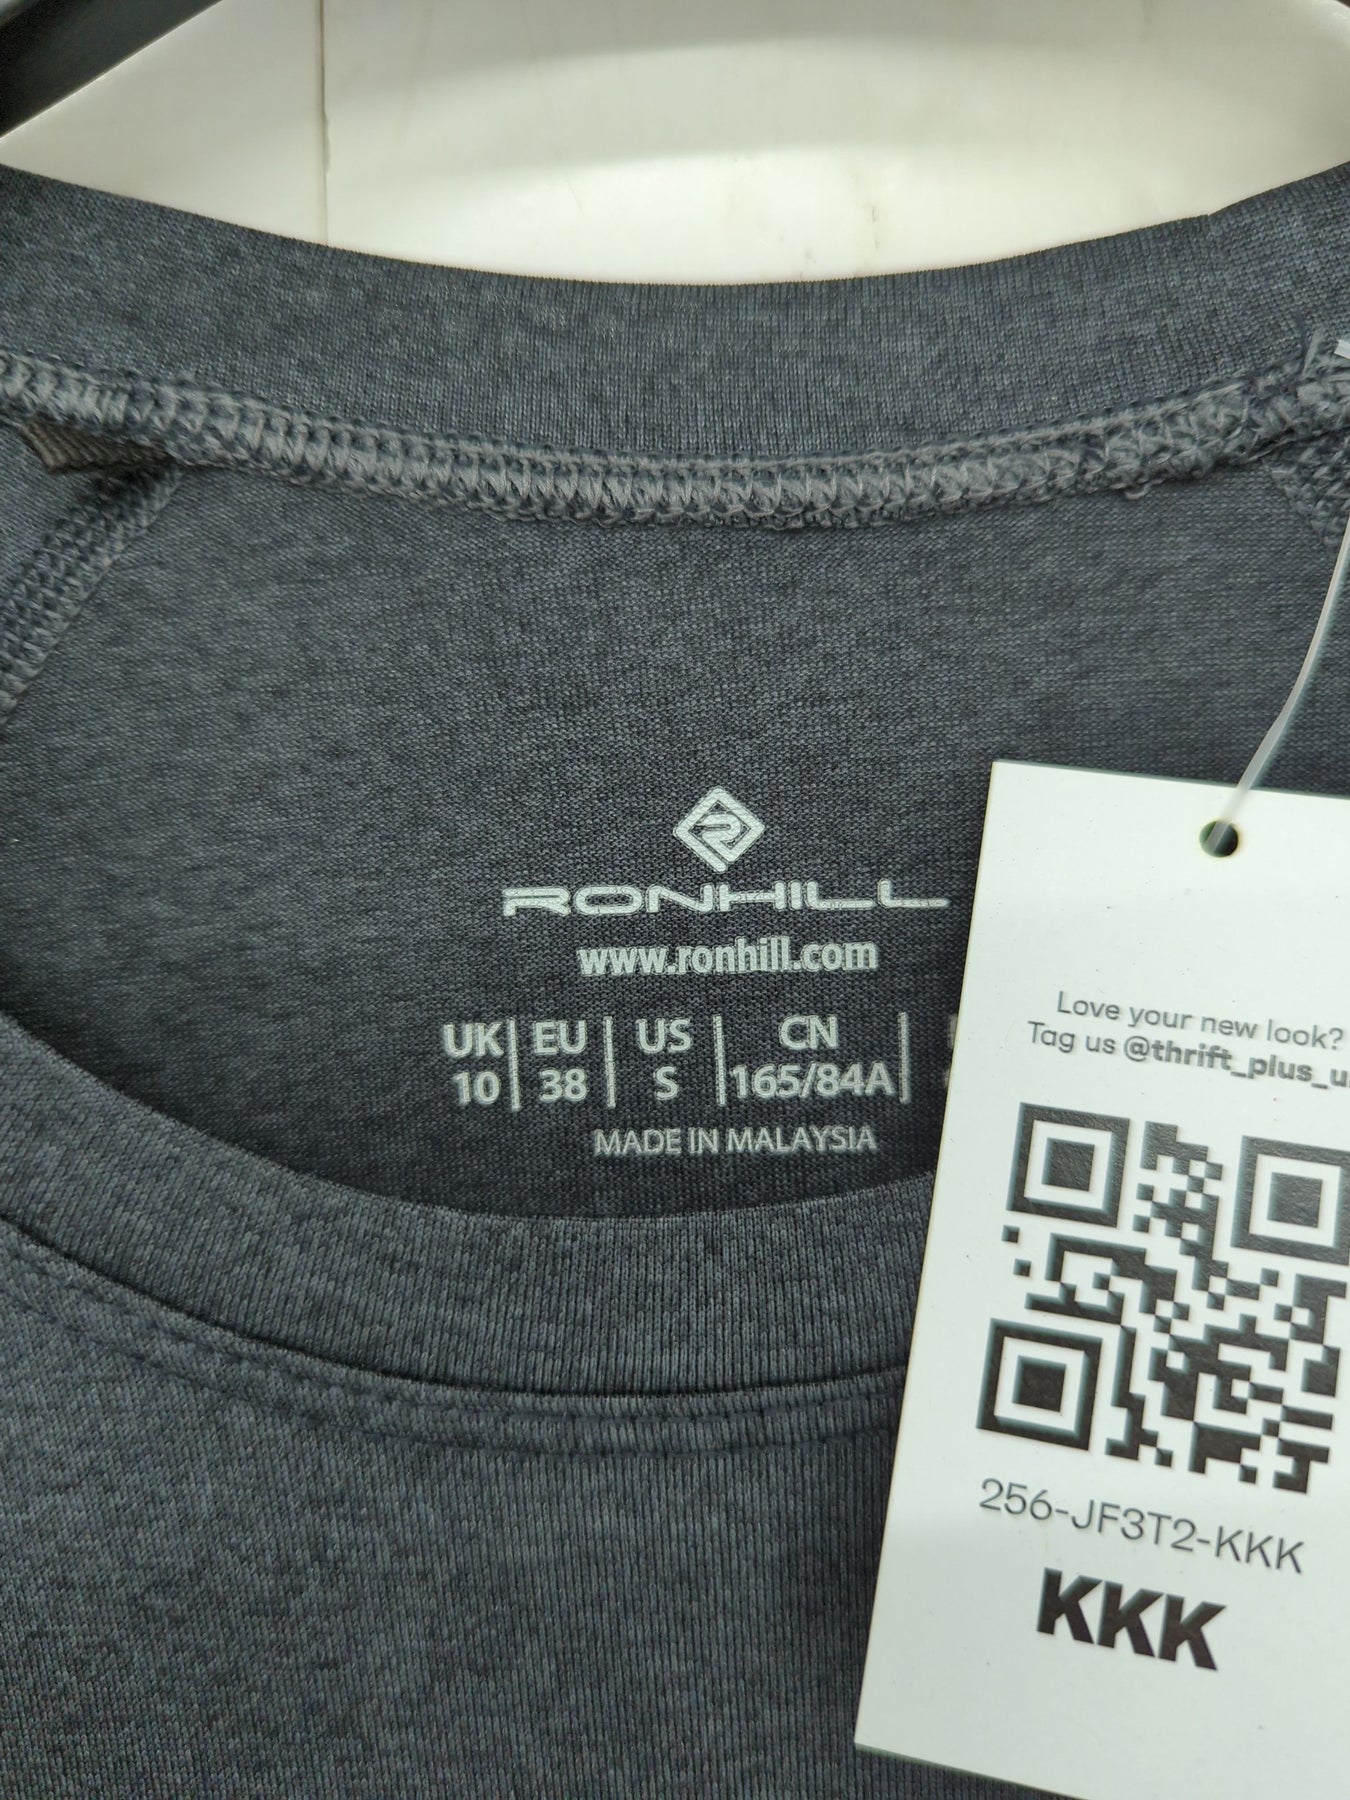 RONHILL
www.ronhill.com
UK EU US CN
10 38 S 165/84A
MADE IN MALAYSIA
Love your new look?
Tag us @thrift_plus_u
256-JF3T2-KKK
KKK